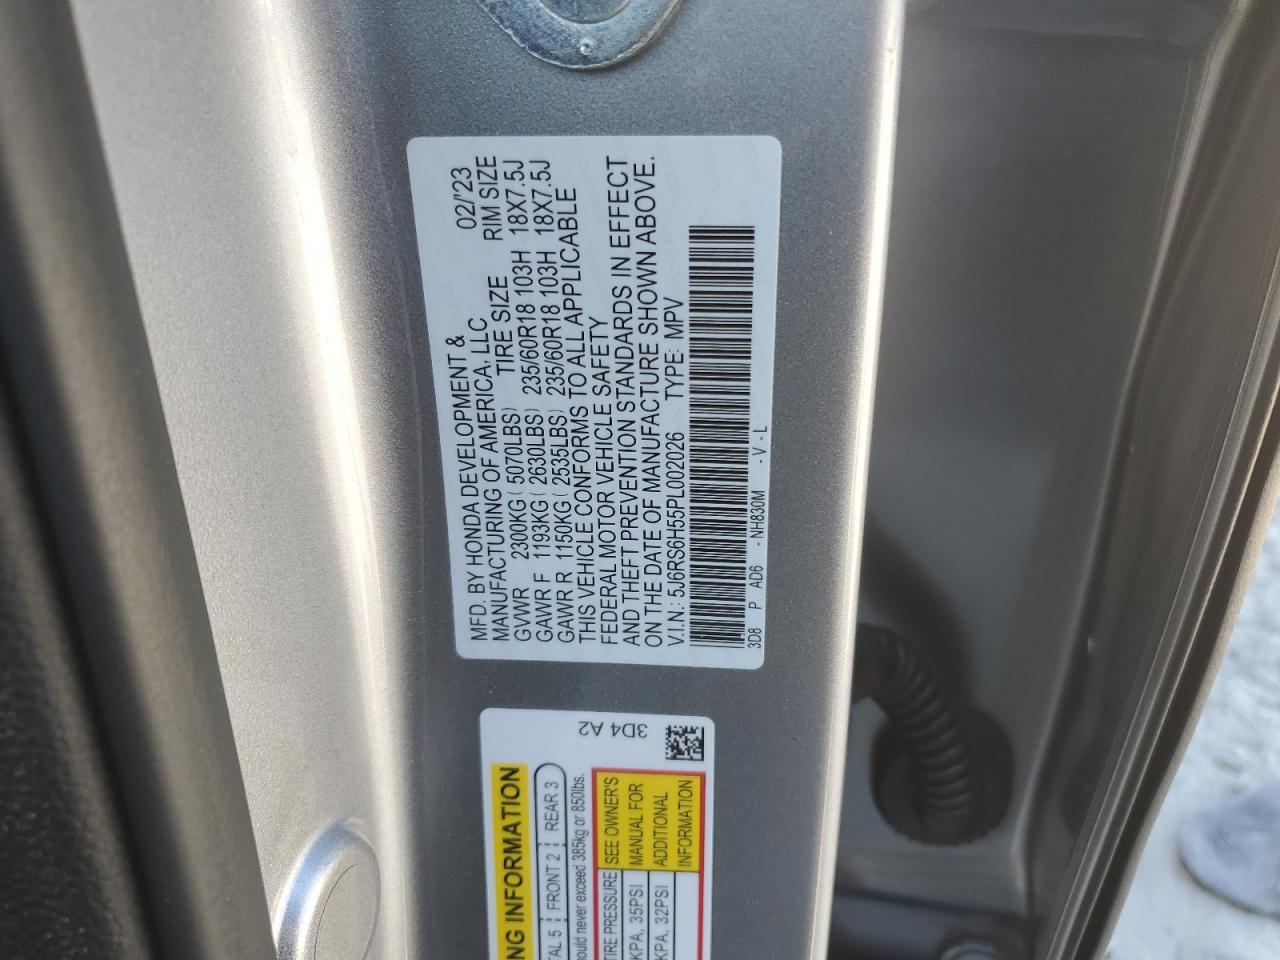 MFD. BY HONDA DEVELOPMENT & 02/'23
MANUFACTURING OF AMERICA, LLC TIRE SIZE RIM SIZE
GVWR 2300KG ( 5070LBS)
GAWR F 1193KG ( 2630LBS) 235/60R18 103H 18X7.5J
GAWR R 1150KG ( 2535LBS) 235/60R18 103H 18X7.5J
THIS VEHICLE CONFORMS TO ALL APPLICABLE
FEDERAL MOTOR VEHICLE SAFETY
AND THEFT PREVENTION STANDARDS IN EFFECT
ON THE DATE OF MANUFACTURE SHOWN ABOVE.
V.I.N.: 5J6RS6H55PL002026 TYPE: MPV
3D8 P AD6 - NH830M - V - L
3D4 A2
INFORMATION
5 FRONT 2 REAR 3
never exceed 385kg or 850lbs.
TIRE PRESSURE SEE OWNER'S
KPA, 35PSI MANUAL FOR
KPA, 32PSI ADDITIONAL
INFORMATION